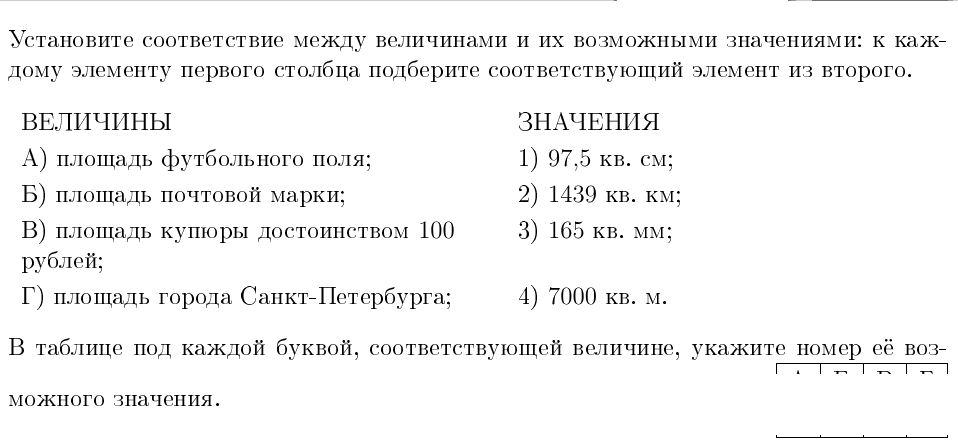 Установите соответствие между величинами и их возможными значениями: к каж-
дому элементу первого столбца подберите соответствующий элемент из второго.
ВЕЛИЧИНЫ ЗНАЧЕНИЯ
А) площадь футбольного поля; 1) 97,5 кв. см;
Б) площадь почтовой марки; 2) 1439 кв. км;
В) площадь купюры достоинством 100 3) 165 кв. мм;
рублей;
Г) площадь города Санкт-Петербурга; 4) 7000 кв. м.
В таблице под каждой буквой, соответствующей величине, укажите номер её воз-
можного значения.